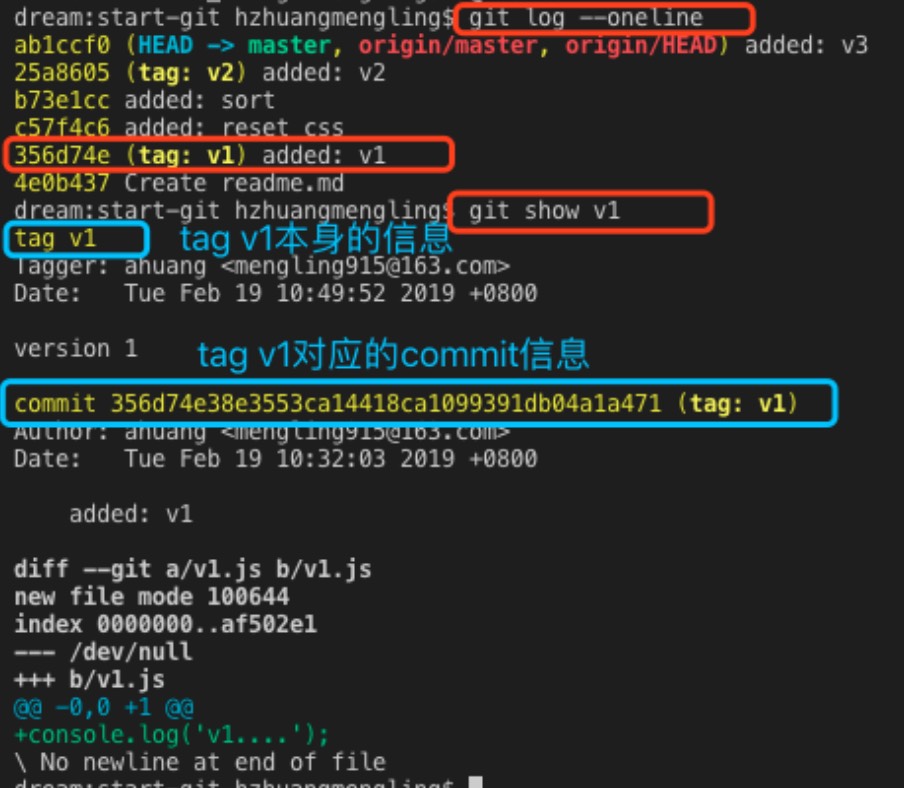 dream:start-git hzhuangmengling$ git log --oneline
ab1ccf0 (HEAD -> master, origin/master, origin/HEAD) added: v3
25a8605 (tag: v2) added: v2
b73e1cc added: sort
c57f4c6 added: reset css
356d74e (tag: v1) added: v1
4e0b437 Create readme.md
dream:start-git hzhuangmengling$ git show v1
tag v1 tag v1本身的信息
Tagger: ahuang <mengling915@163.com>
Date:   Tue Feb 19 10:49:52 2019 +0800
version 1 tag v1对应的commit信息
commit 356d74e38e3553ca14418ca1099391db04a1a471 (tag: v1)
Author: ahuang <mengling915@163.com>
Date:   Tue Feb 19 10:32:03 2019 +0800
added: v1
diff --git a/v1.js b/v1.js
new file mode 100644
index 0000000..af502e1
--- /dev/null
+++ b/v1.js
@@ -0,0 +1 @@
+console.log('v1....');
\ No newline at end of file
dream:start-git hzhuangmengling$